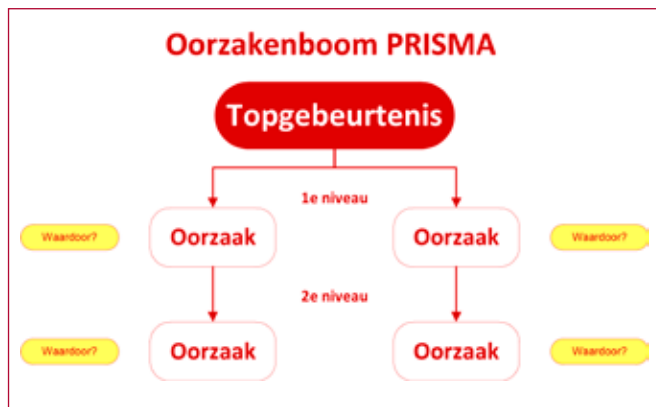 Oorzakenboom PRISMA
Topgebeurtenis
1e niveau
Waardoor?
Oorzaak
Oorzaak
Waardoor?
2e niveau
Waardoor?
Oorzaak
Oorzaak
Waardoor?